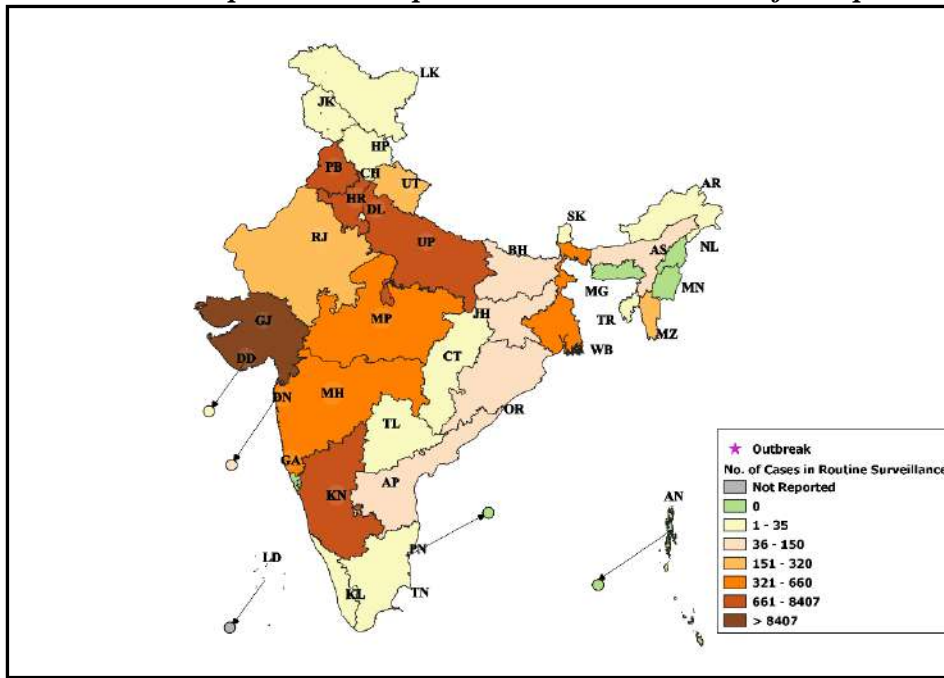 LK
JK
HP
PB
CH
UT
HR
DL
AR
SK
RJ
UP
BH
AS
NL
MG
MN
GJ
MP
JH
TR
MZ
DD
CT
WB
DN
MH
OR
TL
GA
AP
KN
AN
PN
LD
KL
TN
Outbreak
No. of Cases in Routine Surveillance
Not Reported
0
1 - 35
36 - 150
151 - 320
321 - 660
661 - 8407
> 8407